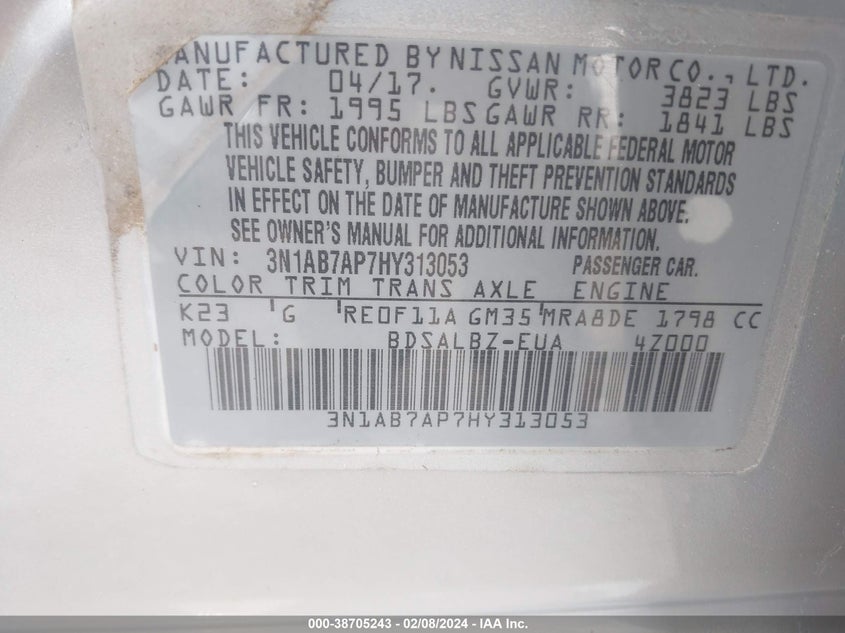 MANUFACTURED BY NISSAN MOTOR CO., LTD.
DATE: 04/17. GVWR: 3823 LBS
GAWR FR: 1995 LBS GAWR RR: 1841 LBS
THIS VEHICLE CONFORMS TO ALL APPLICABLE FEDERAL MOTOR
VEHICLE SAFETY, BUMPER AND THEFT PREVENTION STANDARDS
IN EFFECT ON THE DATE OF MANUFACTURE SHOWN ABOVE.
SEE OWNER'S MANUAL FOR ADDITIONAL INFORMATION.
VIN: 3N1AB7AP7HY313053 PASSENGER CAR.
COLOR TRIM TRANS AXLE ENGINE
K23 G RE0F11A GM35 MRA8DE 1798 CC
MODEL: BDSALBZ-EUA 4Z000
3N1AB7AP7HY313053
000-38705243 - 02/08/2024 - IAA Inc.